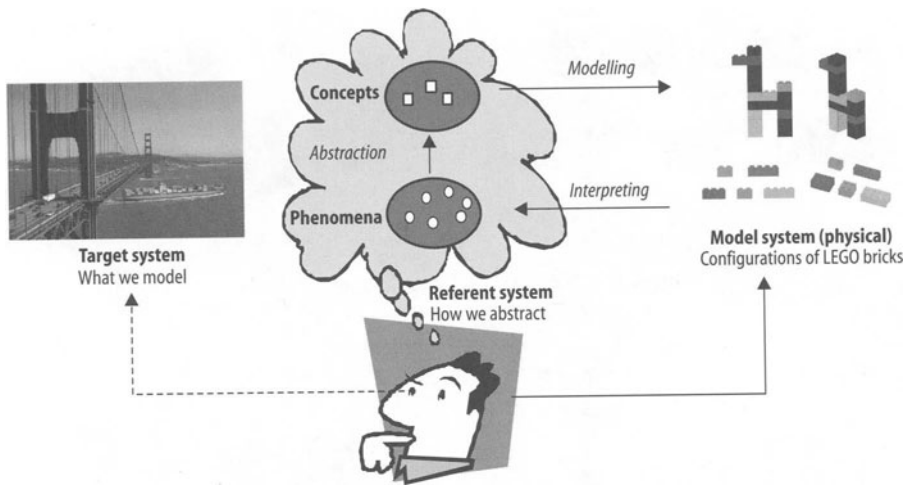 Concepts
Modelling
Abstraction
Interpreting
Phenomena
Target system
What we model
Model system (physical)
Configurations of LEGO bricks
Referent system
How we abstract